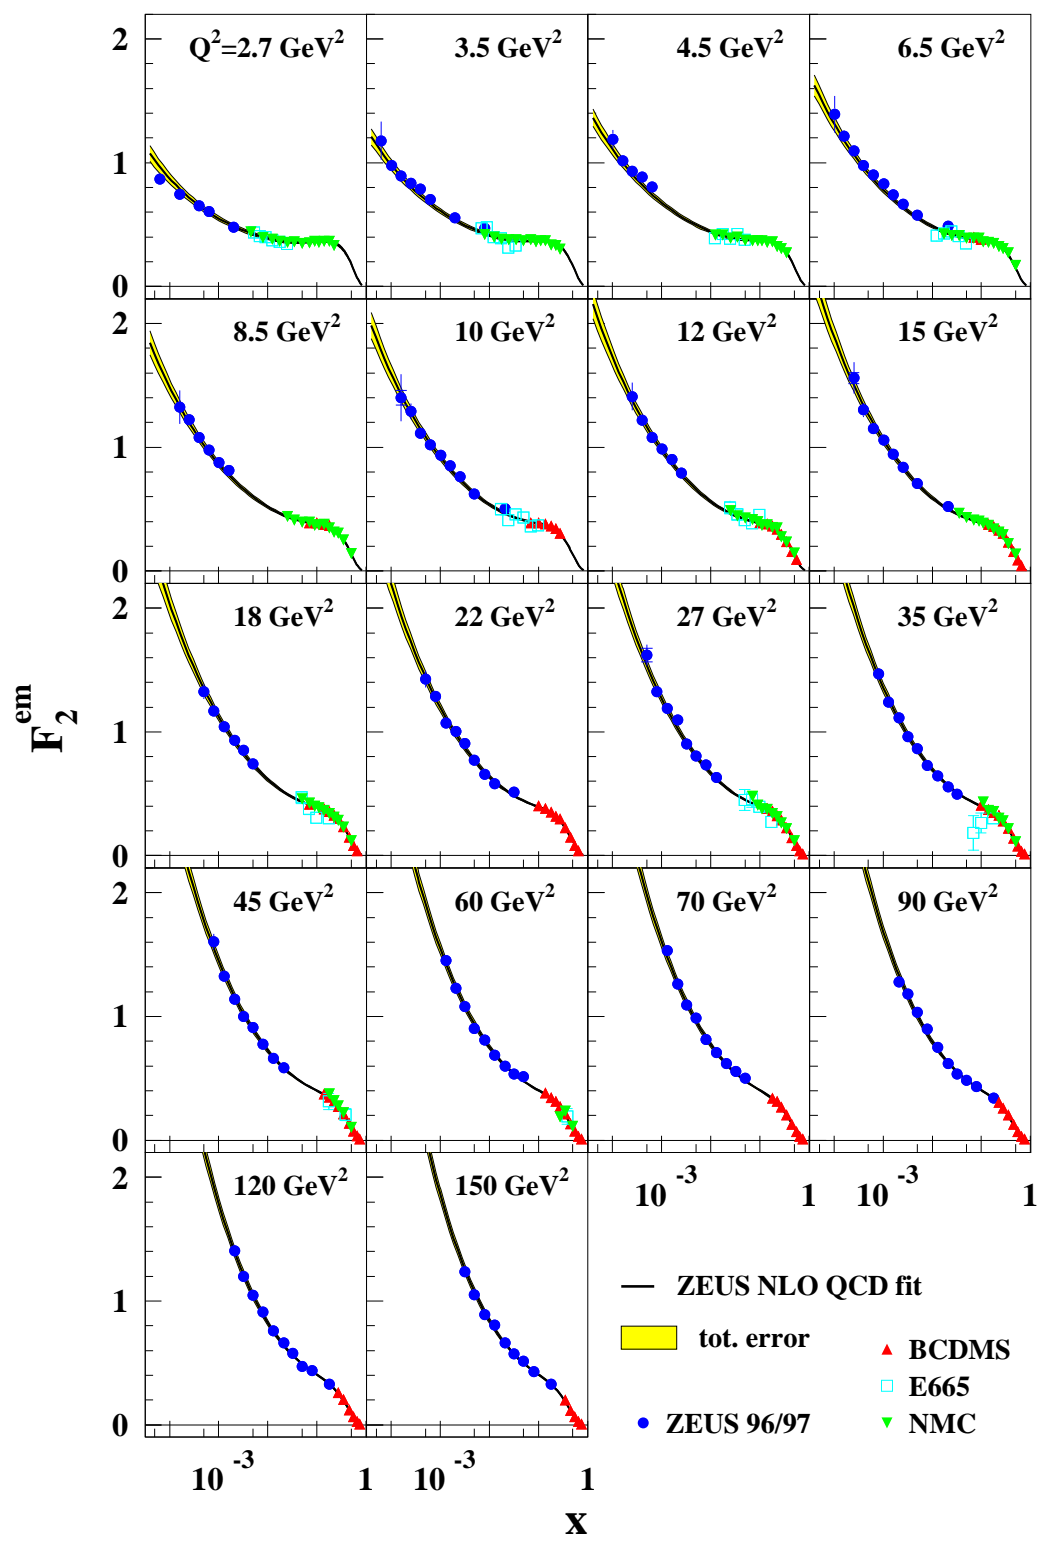 2
Q²=2.7 GeV²
3.5 GeV²
4.5 GeV²
6.5 GeV²
1
0
2
8.5 GeV²
10 GeV²
12 GeV²
15 GeV²
1
0
2
18 GeV²
22 GeV²
27 GeV²
35 GeV²
F₂ᵉᵐ
1
0
2
45 GeV²
60 GeV²
70 GeV²
90 GeV²
1
0
2
120 GeV²
150 GeV²
10⁻³
1
10⁻³
1
1
ZEUS NLO QCD fit
tot. error
BCDMS
E665
ZEUS 96/97
NMC
0
10⁻³
1
10⁻³
1
x